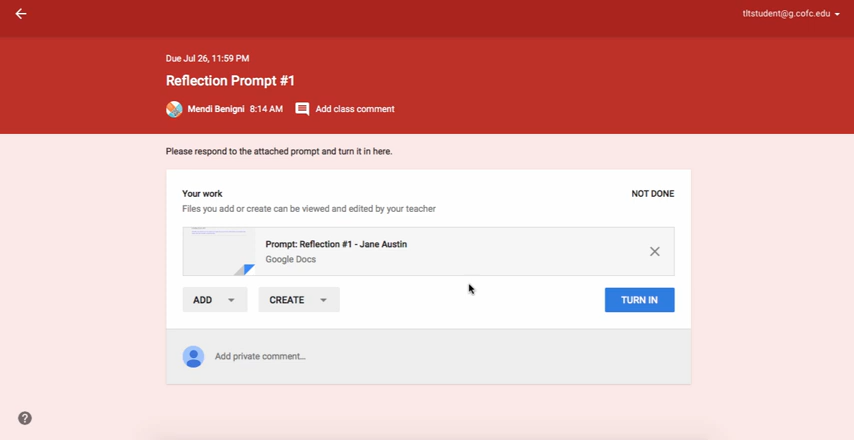 tltstudent@g.cofc.edu
Due Jul 26, 11:59 PM
Reflection Prompt #1
Mendi Benigni 8:14 AM Add class comment
Please respond to the attached prompt and turn it in here.
Your work NOT DONE
Files you add or create can be viewed and edited by your teacher
Prompt: Reflection #1 - Jane Austin
Google Docs
ADD CREATE TURN IN
Add private comment...
?